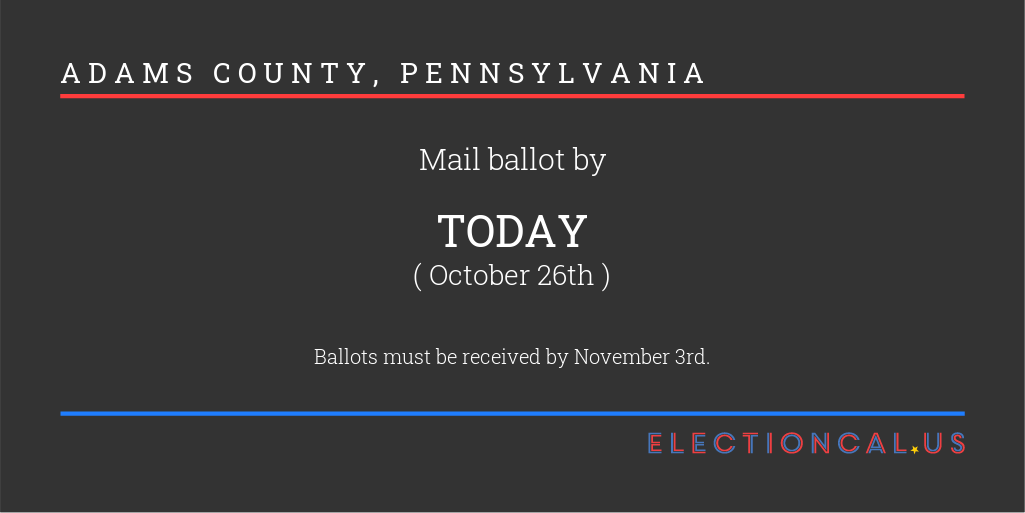 ADAMS COUNTY, PENNSYLVANIA
Mail ballot by
TODAY
( October 26th )
Ballots must be received by November 3rd.
ELECTIONCAL.US